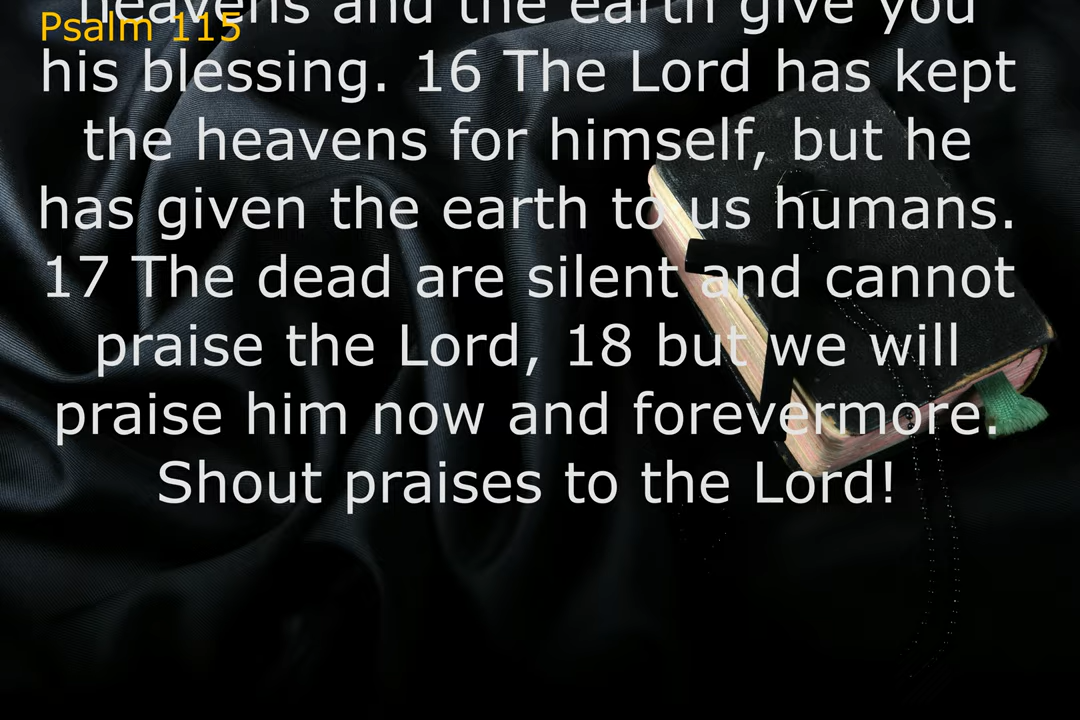 heavens and the earth give you
Psalm 115
his blessing. 16 The Lord has kept
the heavens for himself, but he
has given the earth to us humans.
17 The dead are silent and cannot
praise the Lord, 18 but we will
praise him now and forevermore.
Shout praises to the Lord!